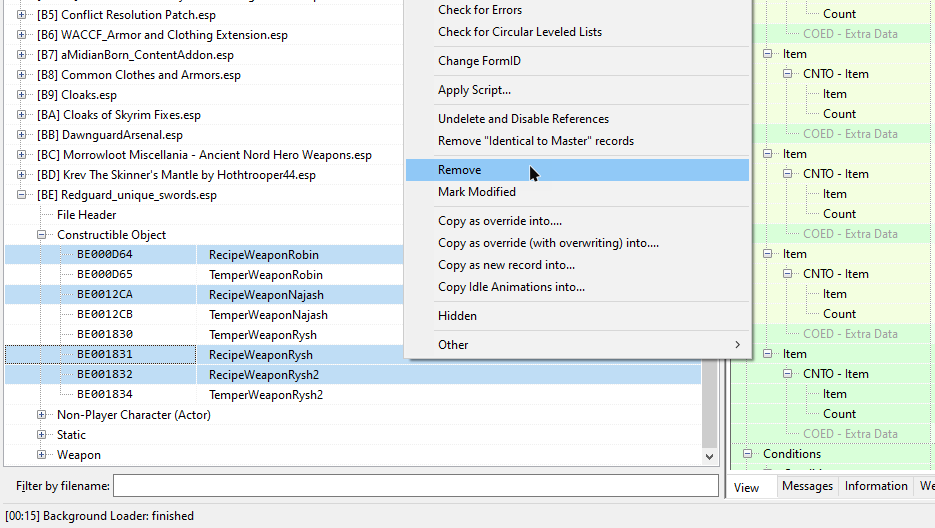 [B5] Conflict Resolution Patch.esp
[B6] WACCF_Armor and Clothing Extension.esp
[B7] aMidianBorn_ContentAddon.esp
[B8] Common Clothes and Armors.esp
[B9] Cloaks.esp
[BA] Cloaks of Skyrim Fixes.esp
[BB] DawnguardArsenal.esp
[BC] Morrowloot Miscellania - Ancient Nord Hero Weapons.esp
[BD] Krev The Skinner's Mantle by Hothtrooper44.esp
[BE] Redguard_unique_swords.esp
File Header
Constructible Object
BE000D64 RecipeWeaponRobin
BE000D65 TemperWeaponRobin
BE0012CA RecipeWeaponNajash
BE0012CB TemperWeaponNajash
BE001830 TemperWeaponRysh
BE001831 RecipeWeaponRysh
BE001832 RecipeWeaponRysh2
BE001834 TemperWeaponRysh2
Non-Player Character (Actor)
Static
Weapon
Filter by filename:
[00:15] Background Loader: finished
Check for Errors
Check for Circular Leveled Lists
Change FormID
Apply Script...
Undelete and Disable References
Remove "Identical to Master" records
Remove
Mark Modified
Copy as override into....
Copy as override (with overwriting) into....
Copy as new record into...
Copy Idle Animations into...
Hidden
Other
Count
COED - Extra Data
Item
CNTO - Item
Item
Count
COED - Extra Data
Item
CNTO - Item
Item
Count
COED - Extra Data
Item
CNTO - Item
Item
Count
COED - Extra Data
Item
CNTO - Item
Item
Count
COED - Extra Data
Conditions
View Messages Information